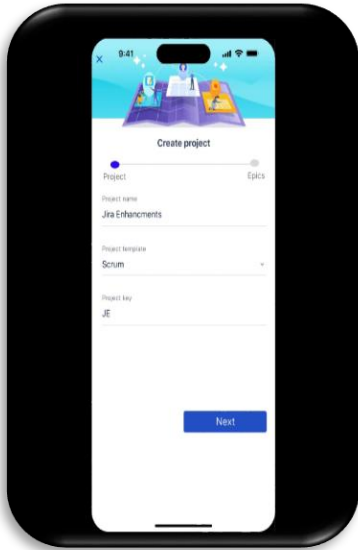 9:41
Create project
Project Epics
Project name
Jira Enhancments
Project template
Scrum
Project key
JE
Next